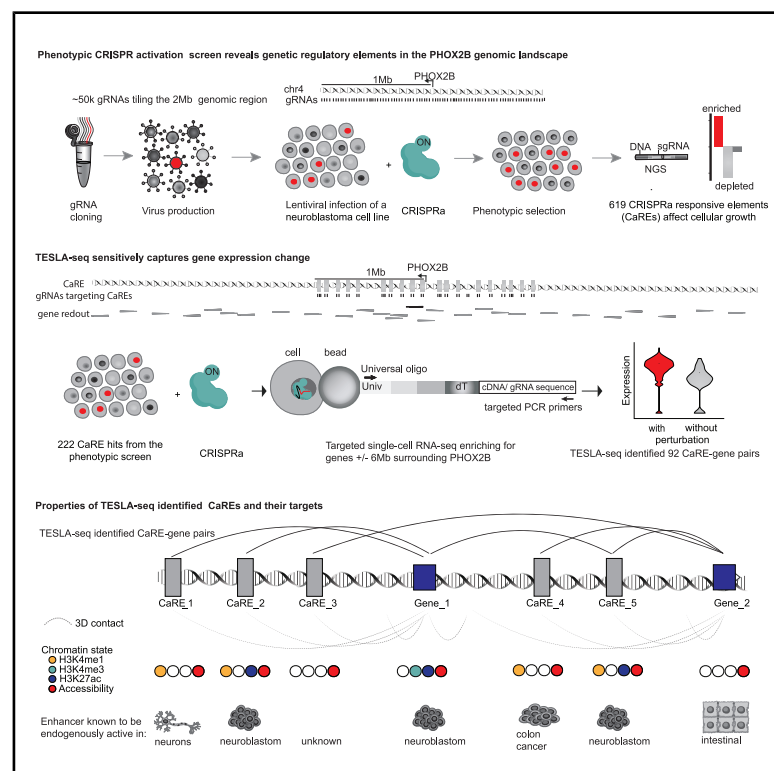 Phenotypic CRISPR activation screen reveals genetic regulatory elements in the PHOX2B genomic landscape
1Mb
PHOX2B
chr4
gRNAs
~50k gRNAs tiling the 2Mb genomic region
enriched
ON
DNA
sgRNA
NGS
depleted
gRNA
cloning
Virus production
Lentiviral infection of a
neuroblastoma cell line
+
CRISPRa
Phenotypic selection
619 CRISPRa responsive elements
(CaREs) affect cellular growth
TESLA-seq sensitively captures gene expression change
1Mb
PHOX2B
CaRE
gRNAs targeting CaREs
gene redout
cell
bead
Universal oligo
ON
Univ
dT
cDNA/ gRNA sequence
targeted PCR primers
+
Expression
with
perturbation
without
222 CaRE hits from the
phenotypic screen
CRISPRa
Targeted single-cell RNA-seq enriching for
genes +/- 6Mb surrounding PHOX2B
TESLA-seq identified 92 CaRE-gene pairs
Properties of TESLA-seq identified CaREs and their targets
TESLA-seq identified CaRE-gene pairs
CaRE_1
CaRE_2
CaRE_3
Gene_1
CaRE_4
CaRE_5
Gene_2
3D contact
Chromatin state
H3K4me1
H3K4me3
H3K27ac
Accessibility
Enhancer known to be
endogenously active in:
neurons
neuroblastom
unknown
neuroblastom
colon
cancer
neuroblastom
intestinal